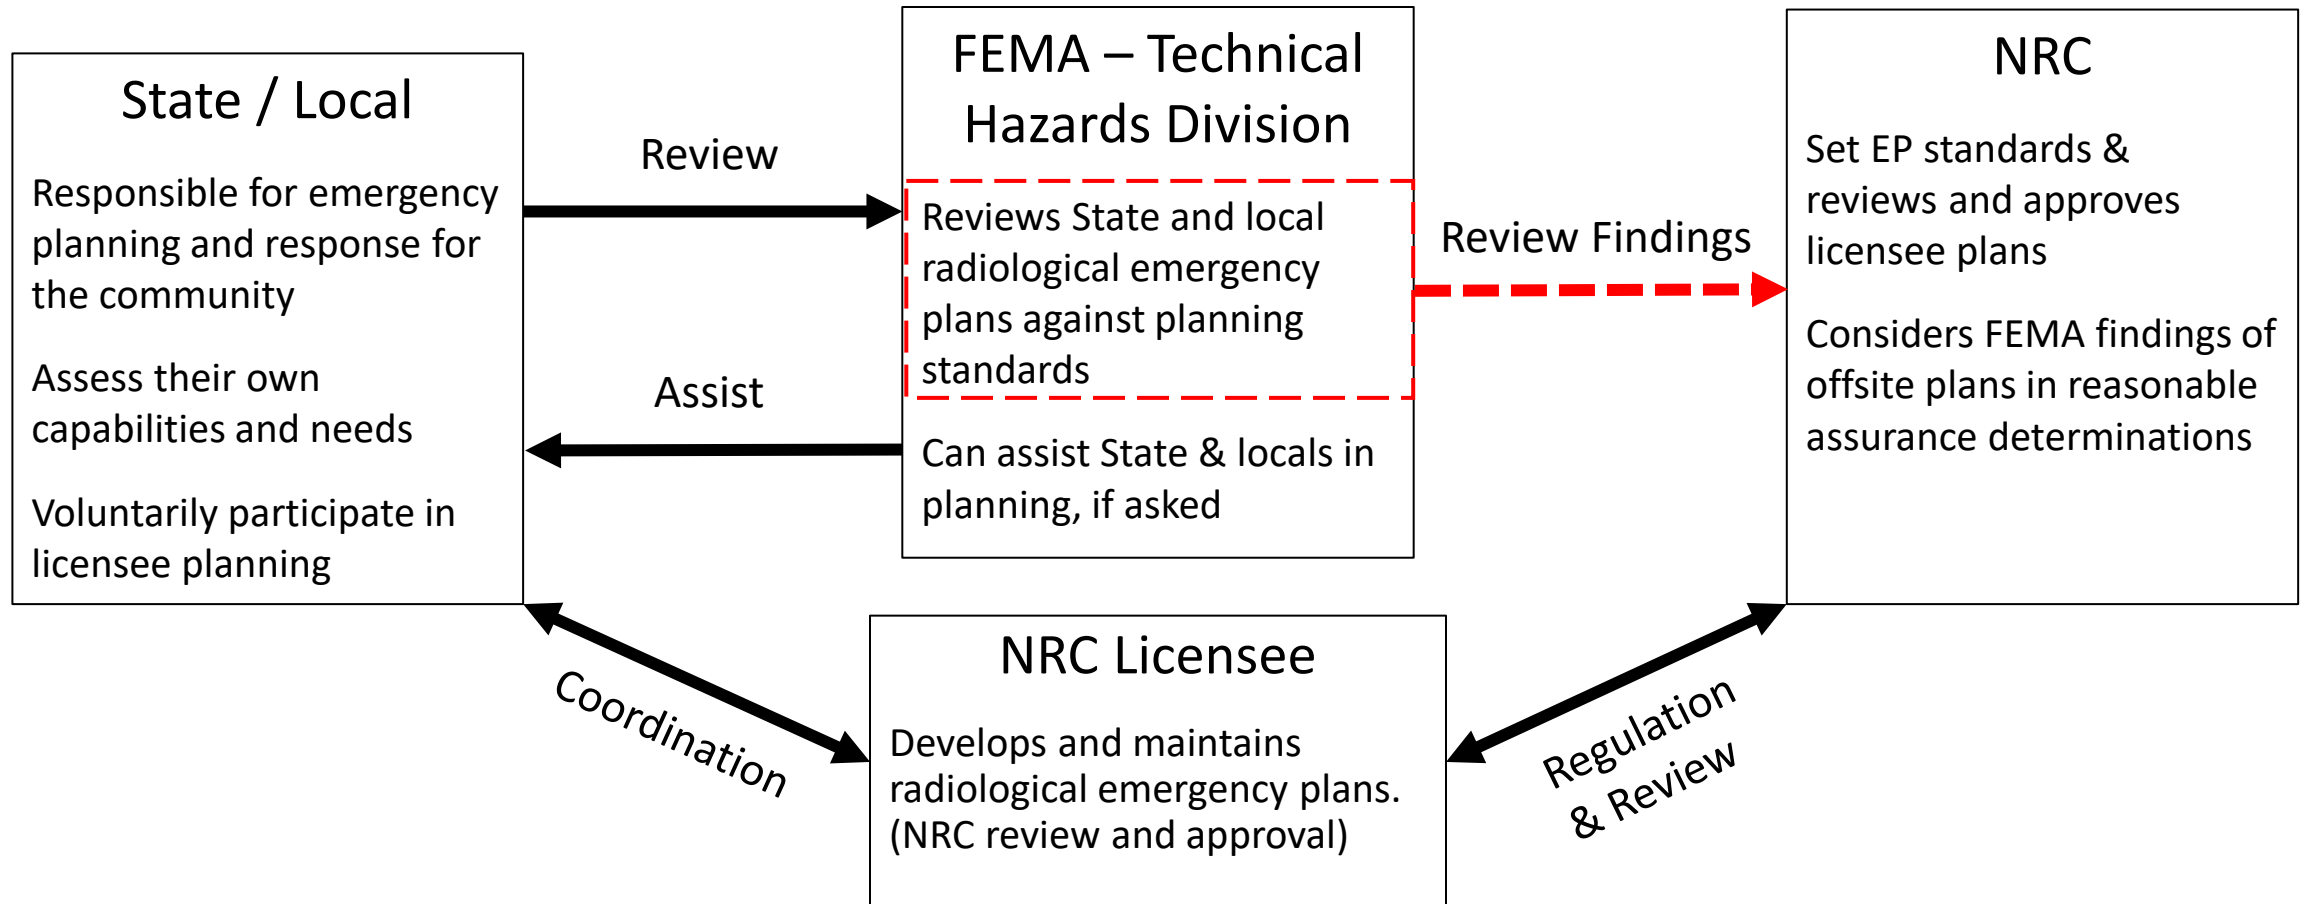 State / Local
Responsible for emergency
planning and response for
the community
Assess their own
capabilities and needs
Voluntarily participate in
licensee planning
Review
Assist
FEMA – Technical
Hazards Division
Reviews State and local
radiological emergency
plans against planning
standards
Can assist State & locals in
planning, if asked
Review Findings
NRC
Set EP standards &
reviews and approves
licensee plans
Considers FEMA findings of
offsite plans in reasonable
assurance determinations
Coordination
NRC Licensee
Develops and maintains
radiological emergency plans.
(NRC review and approval)
Regulation
& Review